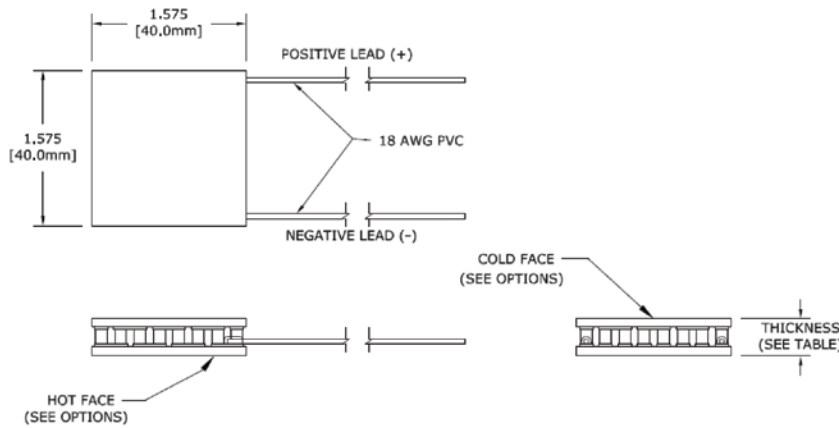 1.575
[40.0mm]
POSITIVE LEAD (+)
1.575
[40.0mm]
18 AWG PVC
NEGATIVE LEAD (-)
COLD FACE
(SEE OPTIONS)
THICKNESS
(SEE TABLE)
HOT FACE
(SEE OPTIONS)